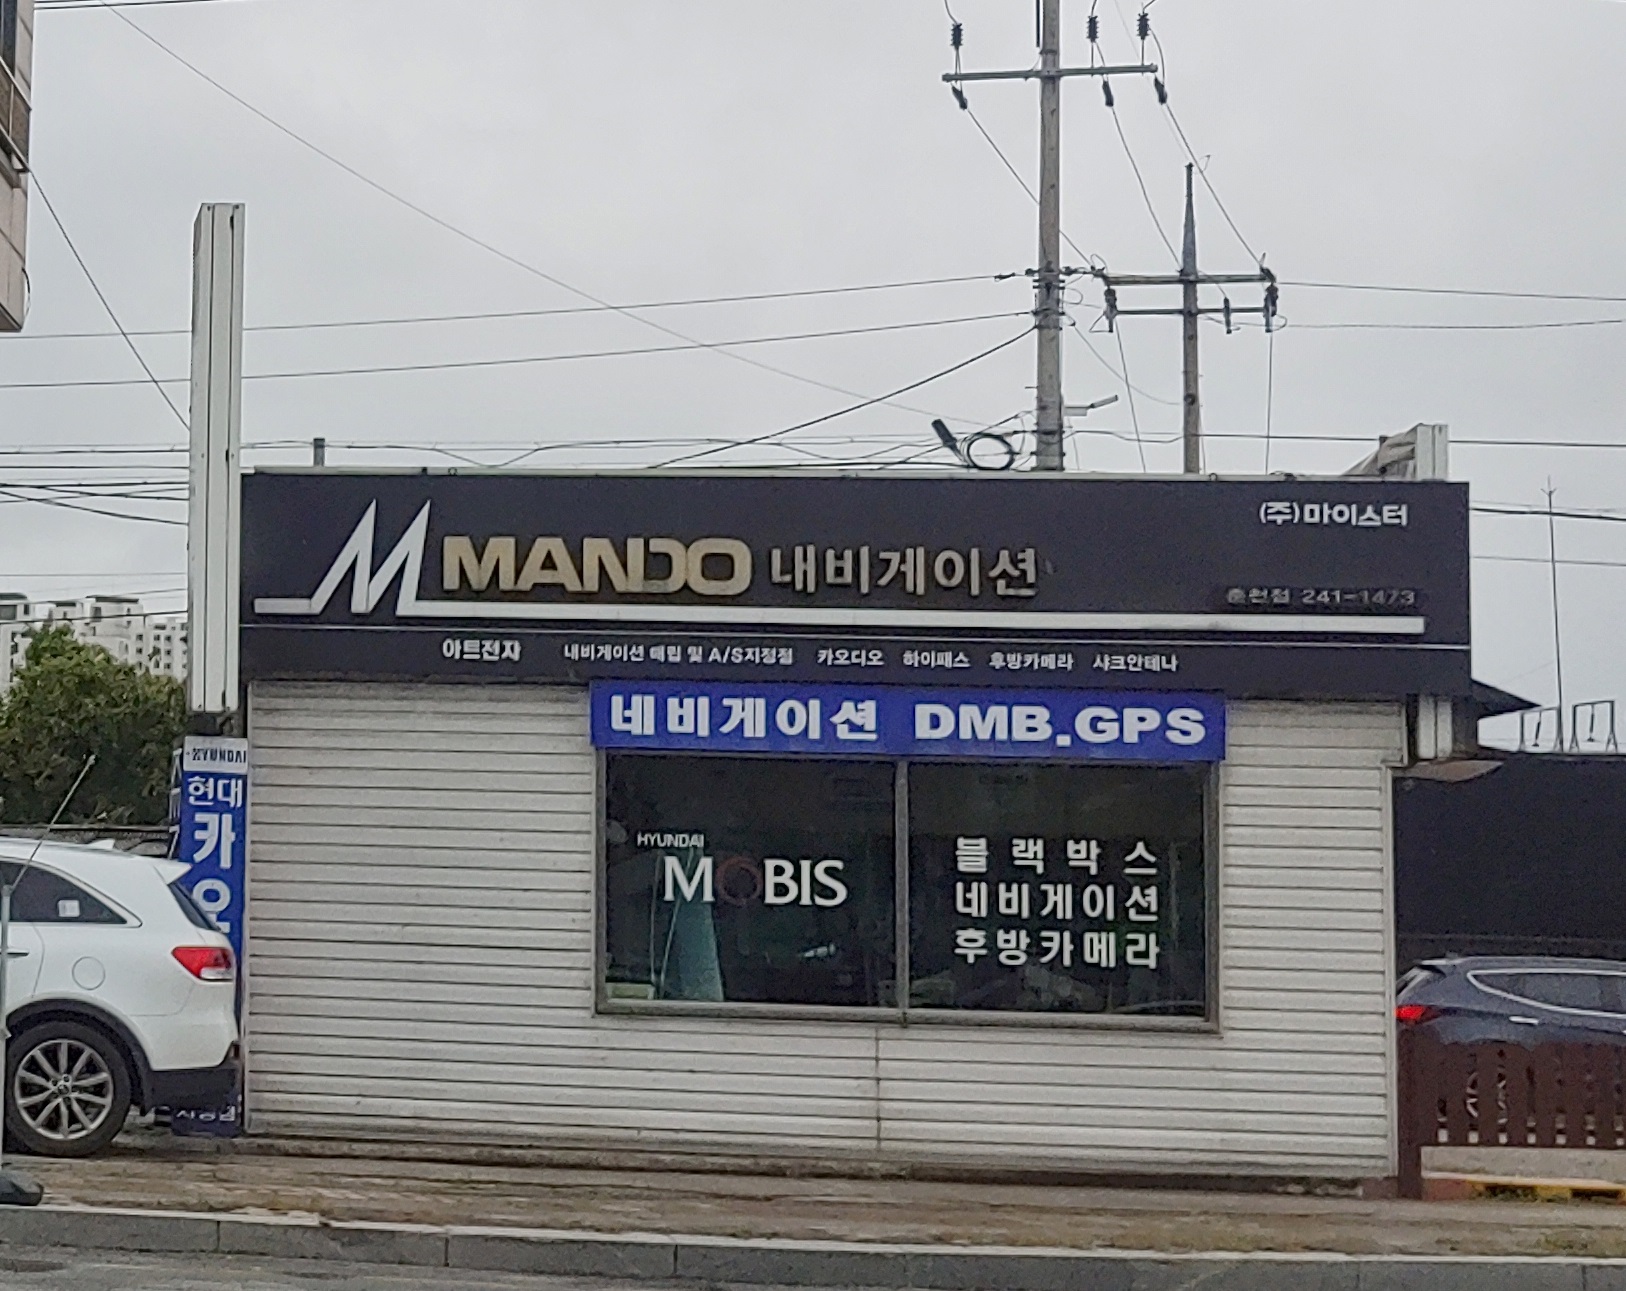 (주)마이스터
MANDO 내비게이션
춘천점 241-1473
아트전자 내비게이션 매립 및 A/S지정점 카오디오 하이패스 후방카메라 샤크안테나
네비게이션 DMB.GPS
HYUNDAI
현대
카
오
HYUNDAI
MOBIS
블랙박스
네비게이션
후방카메라